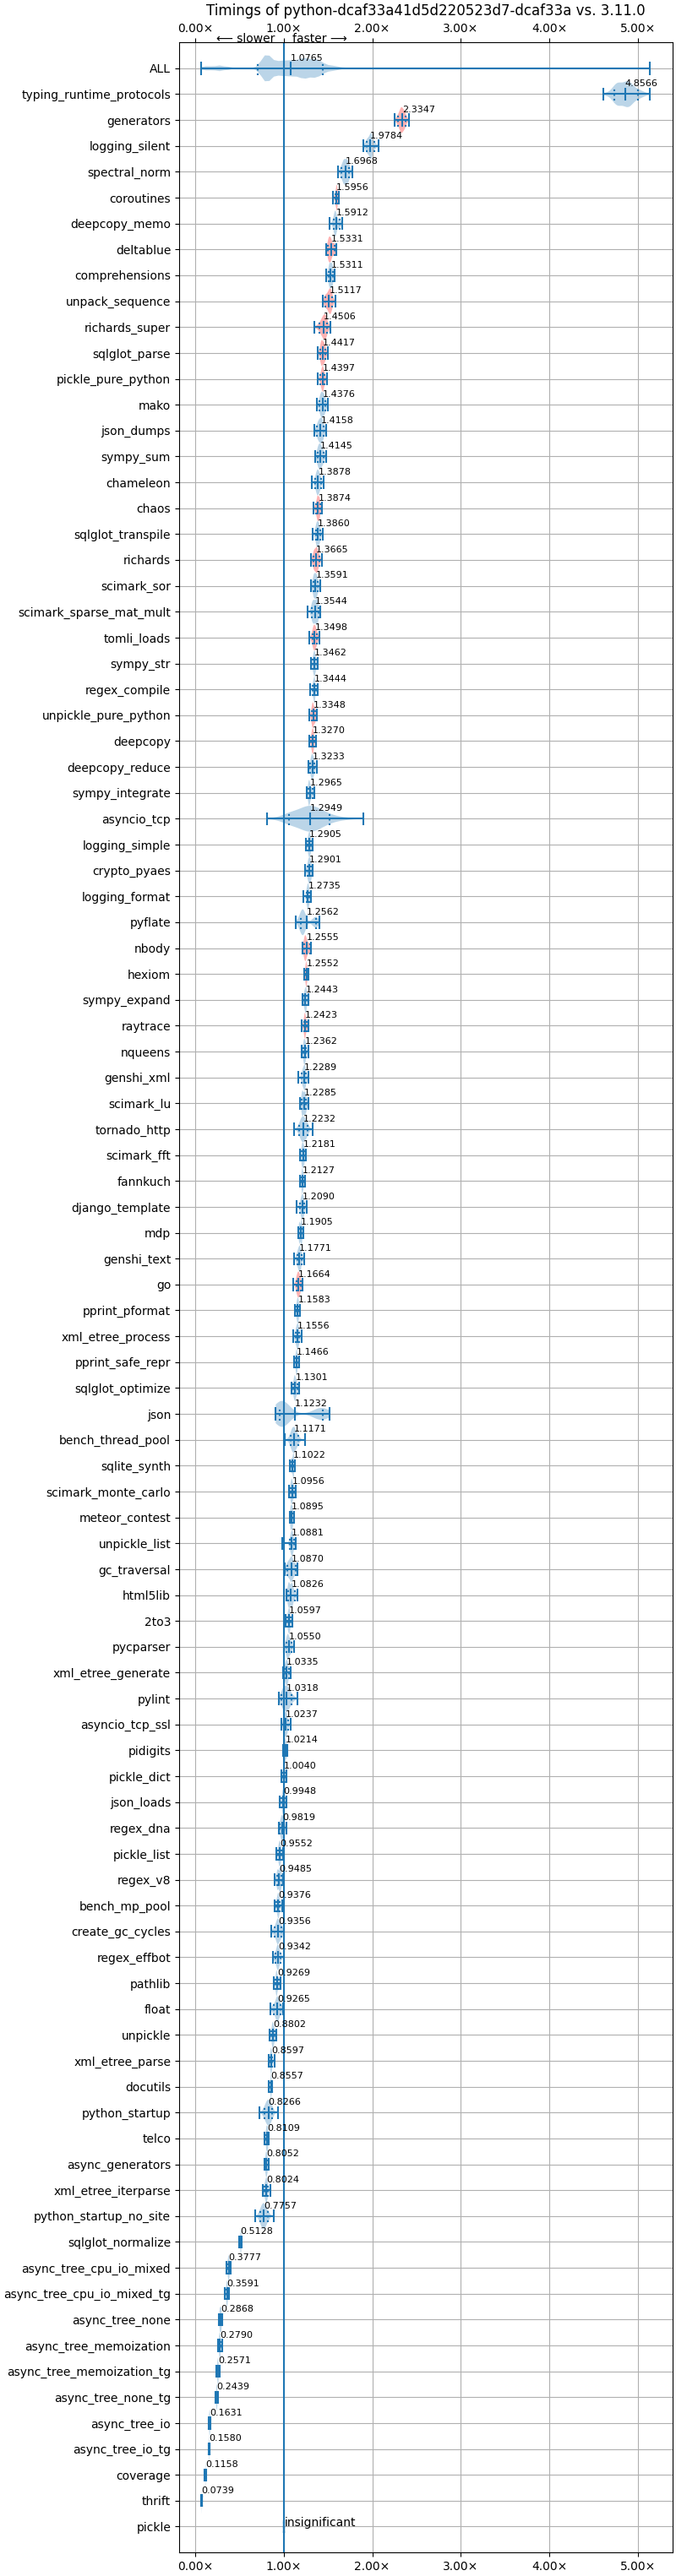 Timings of python-dcaf33a41d5d220523d7-dcaf33a vs. 3.11.0
0.00× 1.00× 2.00× 3.00× 4.00× 5.00×
⟵ slower faster ⟶
ALL 1.0765
typing_runtime_protocols 4.8566
generators 2.3347
logging_silent 1.9784
spectral_norm 1.6968
coroutines 1.5956
deepcopy_memo 1.5912
deltablue 1.5331
comprehensions 1.5311
unpack_sequence 1.5117
richards_super 1.4506
sqlglot_parse 1.4417
pickle_pure_python 1.4397
mako 1.4376
json_dumps 1.4158
sympy_sum 1.4145
chameleon 1.3878
chaos 1.3874
sqlglot_transpile 1.3860
richards 1.3665
scimark_sor 1.3591
scimark_sparse_mat_mult 1.3544
tomli_loads 1.3498
sympy_str 1.3462
regex_compile 1.3444
unpickle_pure_python 1.3348
deepcopy 1.3270
deepcopy_reduce 1.3233
sympy_integrate 1.2965
asyncio_tcp 1.2949
logging_simple 1.2905
crypto_pyaes 1.2901
logging_format 1.2735
pyflate 1.2562
nbody 1.2555
hexiom 1.2552
sympy_expand 1.2443
raytrace 1.2423
nqueens 1.2362
genshi_xml 1.2289
scimark_lu 1.2285
tornado_http 1.2232
scimark_fft 1.2181
fannkuch 1.2127
django_template 1.2090
mdp 1.1905
genshi_text 1.1771
go 1.1664
pprint_pformat 1.1583
xml_etree_process 1.1556
pprint_safe_repr 1.1466
sqlglot_optimize 1.1301
json 1.1232
bench_thread_pool 1.1171
sqlite_synth 1.1022
scimark_monte_carlo 1.0956
meteor_contest 1.0895
unpickle_list 1.0881
gc_traversal 1.0870
html5lib 1.0826
2to3 1.0597
pycparser 1.0550
xml_etree_generate 1.0335
pylint 1.0318
asyncio_tcp_ssl 1.0237
pidigits 1.0214
pickle_dict 1.0040
json_loads 0.9948
regex_dna 0.9819
pickle_list 0.9552
regex_v8 0.9485
bench_mp_pool 0.9376
create_gc_cycles 0.9356
regex_effbot 0.9342
pathlib 0.9269
float 0.9265
unpickle 0.8802
xml_etree_parse 0.8597
docutils 0.8557
python_startup 0.8266
telco 0.8109
async_generators 0.8052
xml_etree_iterparse 0.8024
python_startup_no_site 0.7757
sqlglot_normalize 0.5128
async_tree_cpu_io_mixed 0.3777
async_tree_cpu_io_mixed_tg 0.3591
async_tree_none 0.2868
async_tree_memoization 0.2790
async_tree_memoization_tg 0.2571
async_tree_none_tg 0.2439
async_tree_io 0.1631
async_tree_io_tg 0.1580
coverage 0.1158
thrift 0.0739
pickle insignificant
0.00× 1.00× 2.00× 3.00× 4.00× 5.00×